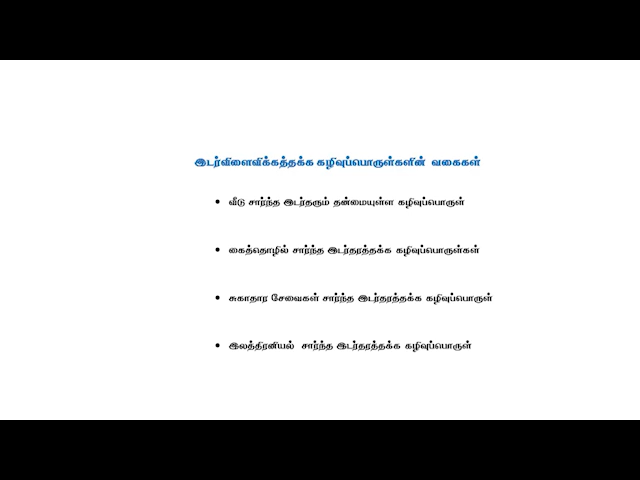 இடர்விளைவிக்கத்தக்க கழிவுப்பொருள்களின் வகைகள்
• வீடு சார்ந்த இடர்தரும் தன்மையுள்ள கழிவுப்பொருள்
• கைத்தொழில் சார்ந்த இடர்தரத்தக்க கழிவுப்பொருள்கள்
• சுகாதார சேவைகள் சார்ந்த இடர்தரத்தக்க கழிவுப்பொருள்
• இலத்திரனியல் சார்ந்த இடர்தரத்தக்க கழிவுப்பொருள்